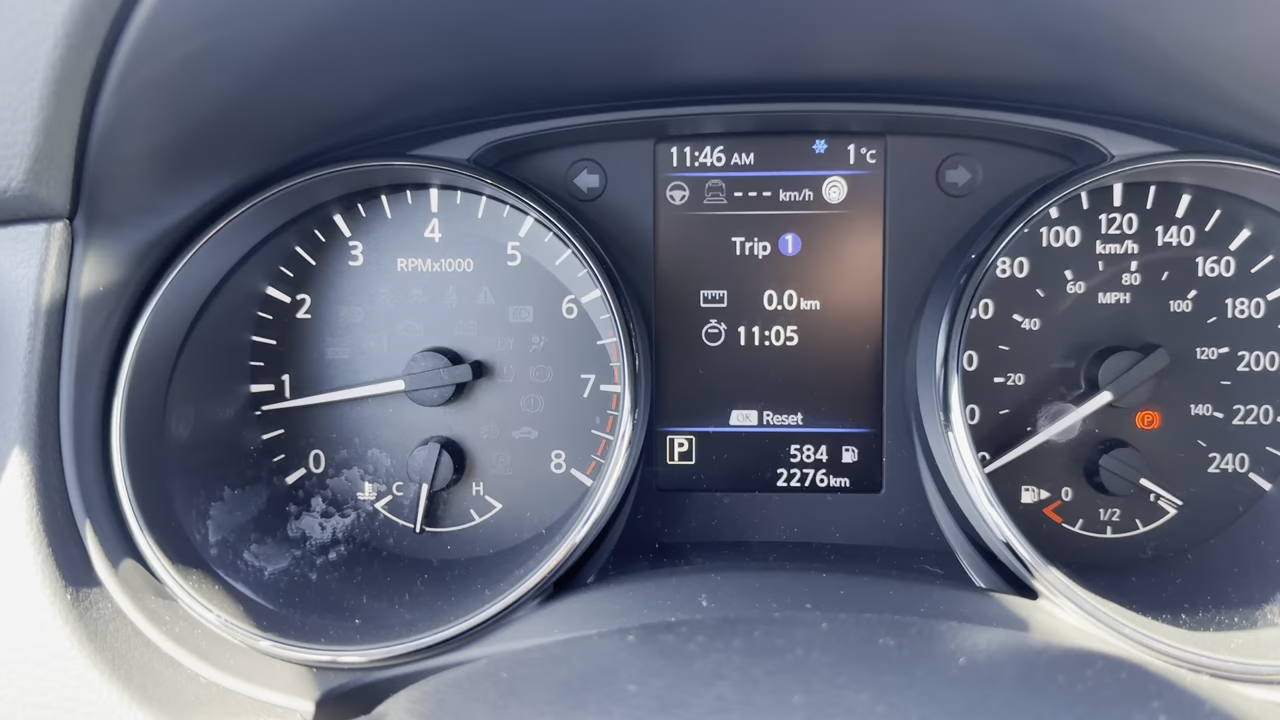 11:46 AM 1°C
--- km/h
Trip 1
0.0 km
11:05
OK Reset
P 584
2276 km
0 1 2 3 4 5 6 7 8
RPMx1000
C H
80 100 120 140 160 180 200 220 240
km/h
20 40 60 80 100 120 140
MPH
P
0 1/2